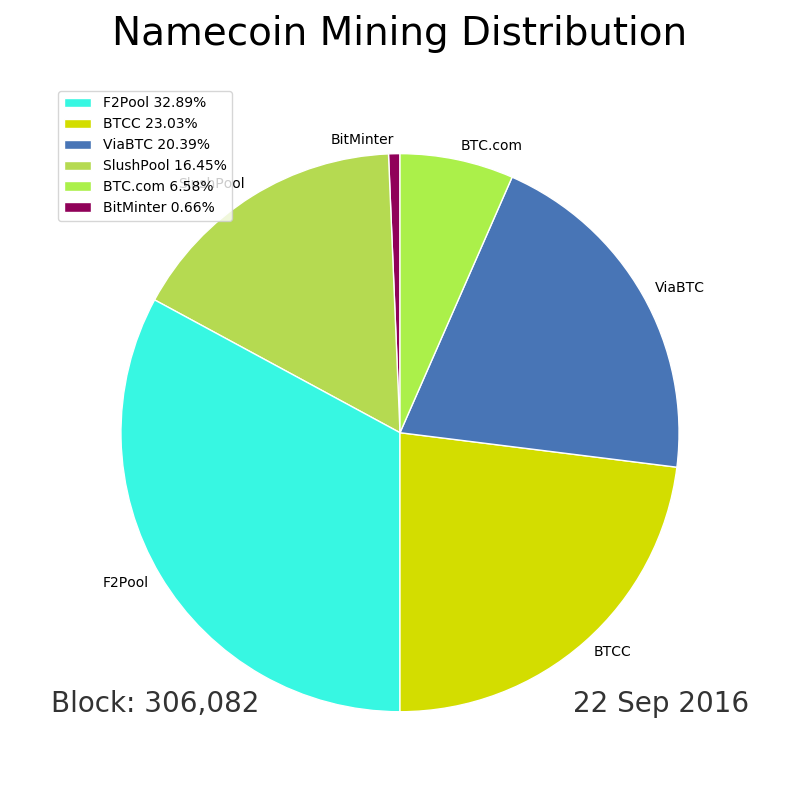 Namecoin Mining Distribution
F2Pool 32.89%
BTCC 23.03%
ViaBTC 20.39%
SlushPool 16.45%
BTC.com 6.58%
BitMinter 0.66%
BitMinter
BTC.com
SlushPool
ViaBTC
F2Pool
BTCC
Block: 306,082
22 Sep 2016